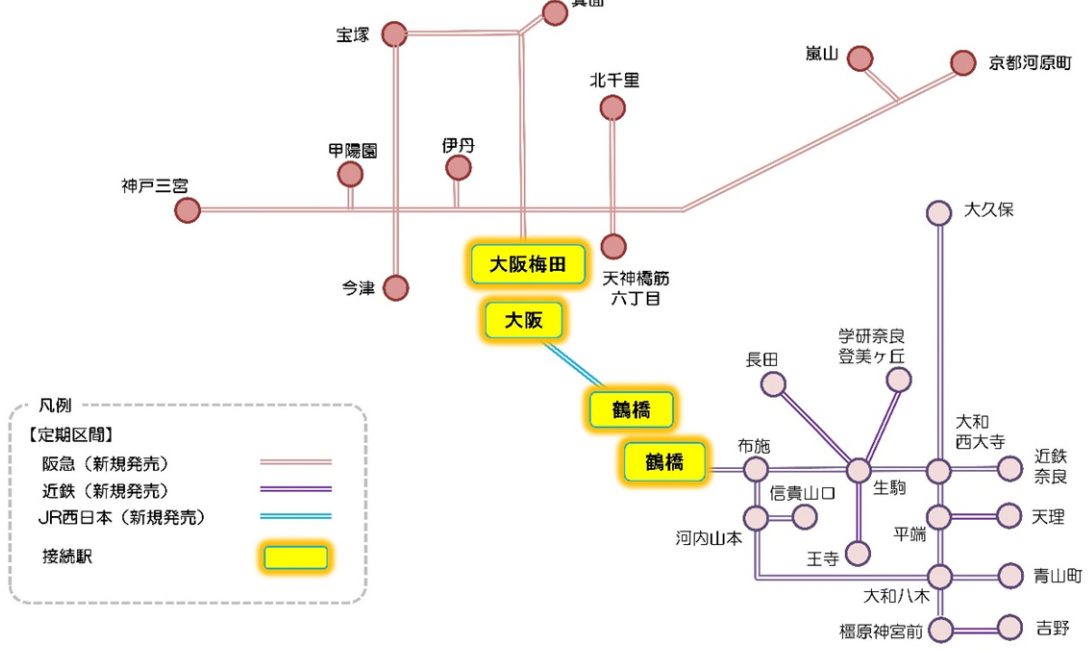 箕面
宝塚
嵐山
京都河原町
北千里
甲陽園
伊丹
神戸三宮
大久保
大阪梅田
天神橋筋
六丁目
今津
大阪
学研奈良
登美ヶ丘
長田
鶴橋
大和
西大寺
布施
近鉄
奈良
鶴橋
生駒
信貴山口
天理
河内山本
平端
王寺
青山町
大和八木
橿原神宮前
吉野
凡例
【定期区間】
阪急（新規発売）
近鉄（新規発売）
JR西日本（新規発売）
接続駅